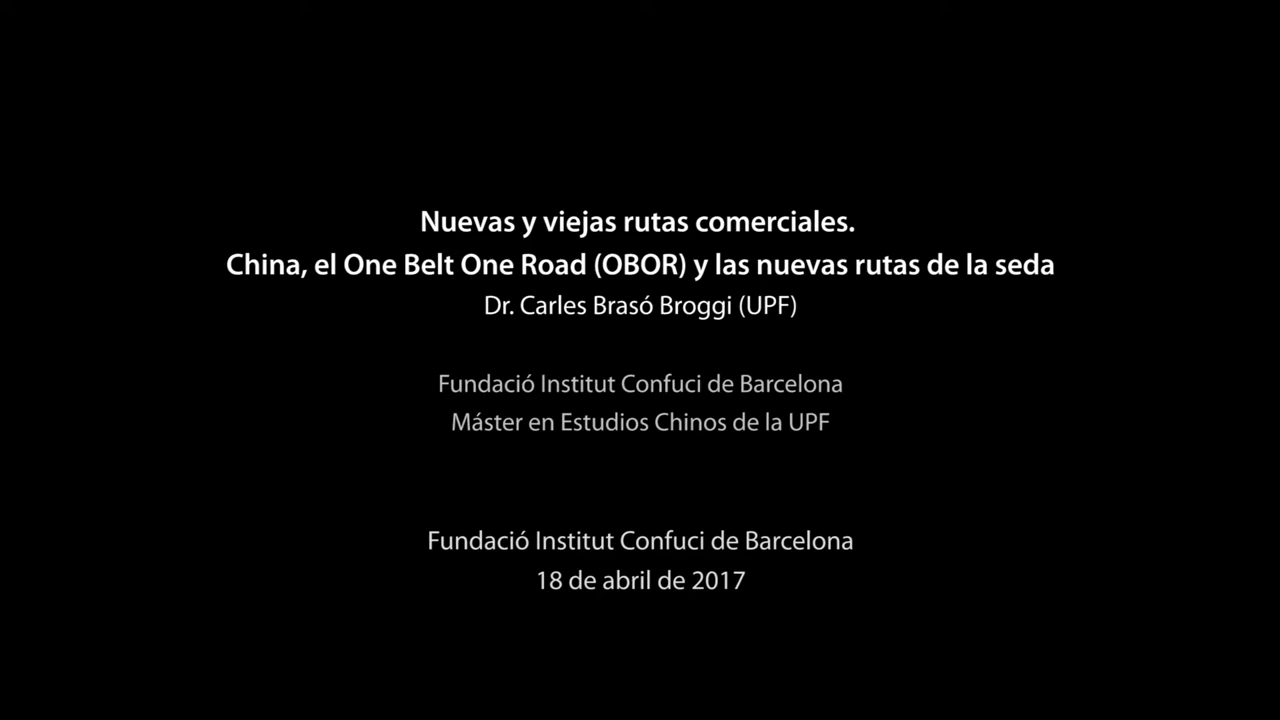 Nuevas y viejas rutas comerciales.
China, el One Belt One Road (OBOR) y las nuevas rutas de la seda
Dr. Carles Brasó Broggi (UPF)
Fundació Institut Confuci de Barcelona
Máster en Estudios Chinos de la UPF
Fundació Institut Confuci de Barcelona
18 de abril de 2017